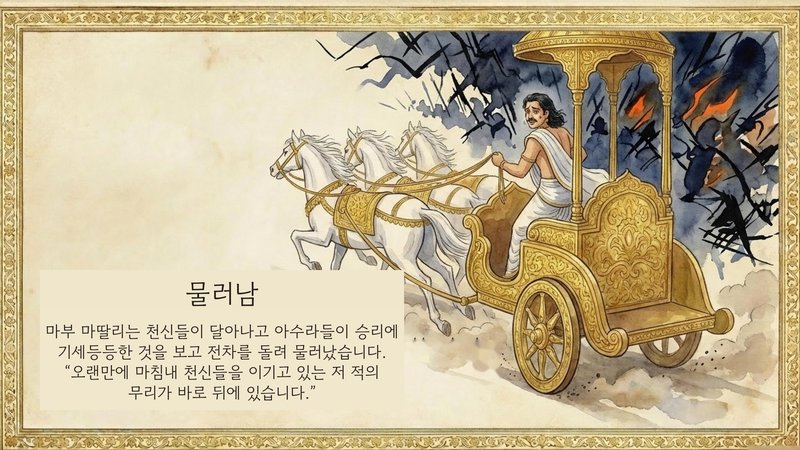 물러남
마부 마딸리는 천신들이 달아나고 아수라들이 승리에
기세등등한 것을 보고 전차를 돌려 물러났습니다.
“오랜만에 마침내 천신들을 이기고 있는 저 적의
무리가 바로 뒤에 있습니다.”